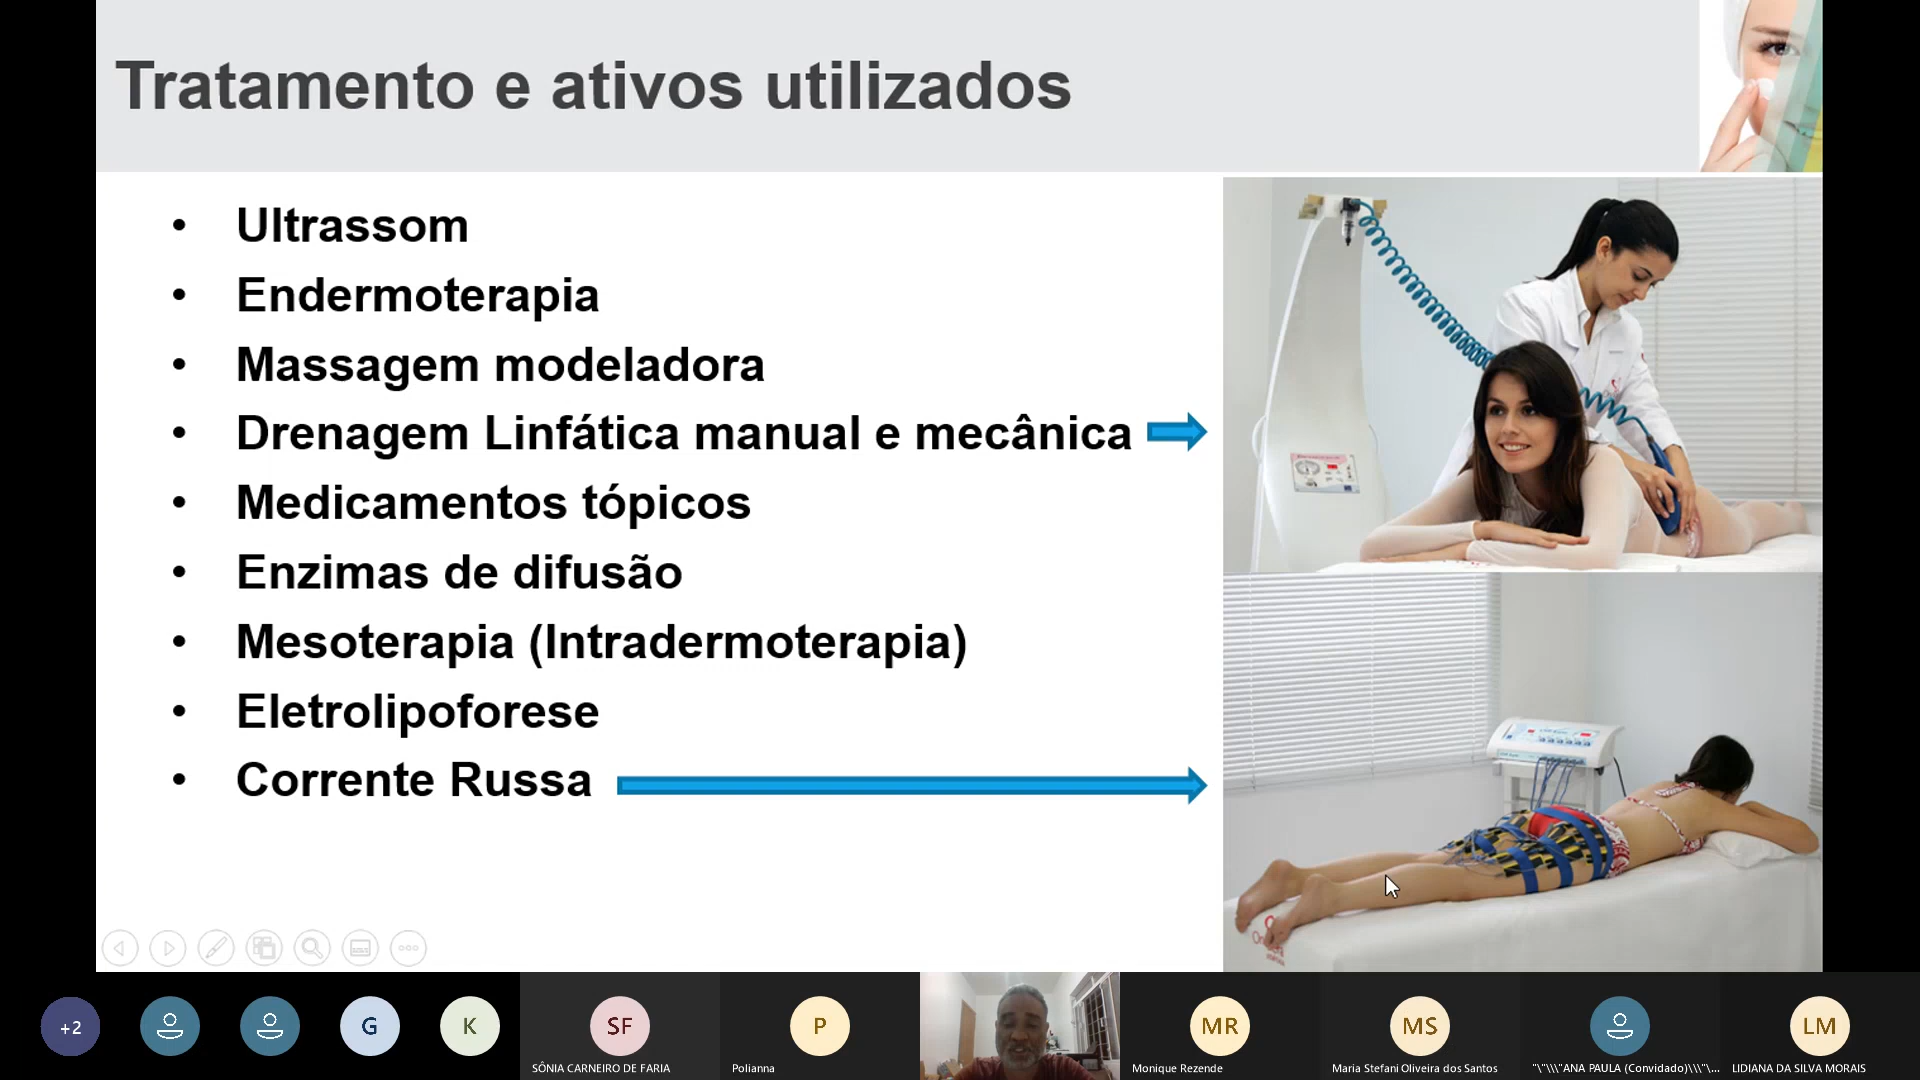 Tratamento e ativos utilizados
• Ultrassom
• Endermoterapia
• Massagem modeladora
• Drenagem Linfática manual e mecânica
• Medicamentos tópicos
• Enzimas de difusão
• Mesoterapia (Intradermoterapia)
• Eletrolipoforese
• Corrente Russa
+2
G
K
SF
SÔNIA CARNEIRO DE FARIA
P
Polianna
MR
Monique Rezende
MS
Maria Stefani Oliveira dos Santos
"\"\\\"ANA PAULA (Convidado)\\\"\...
LM
LIDIANA DA SILVA MORAIS